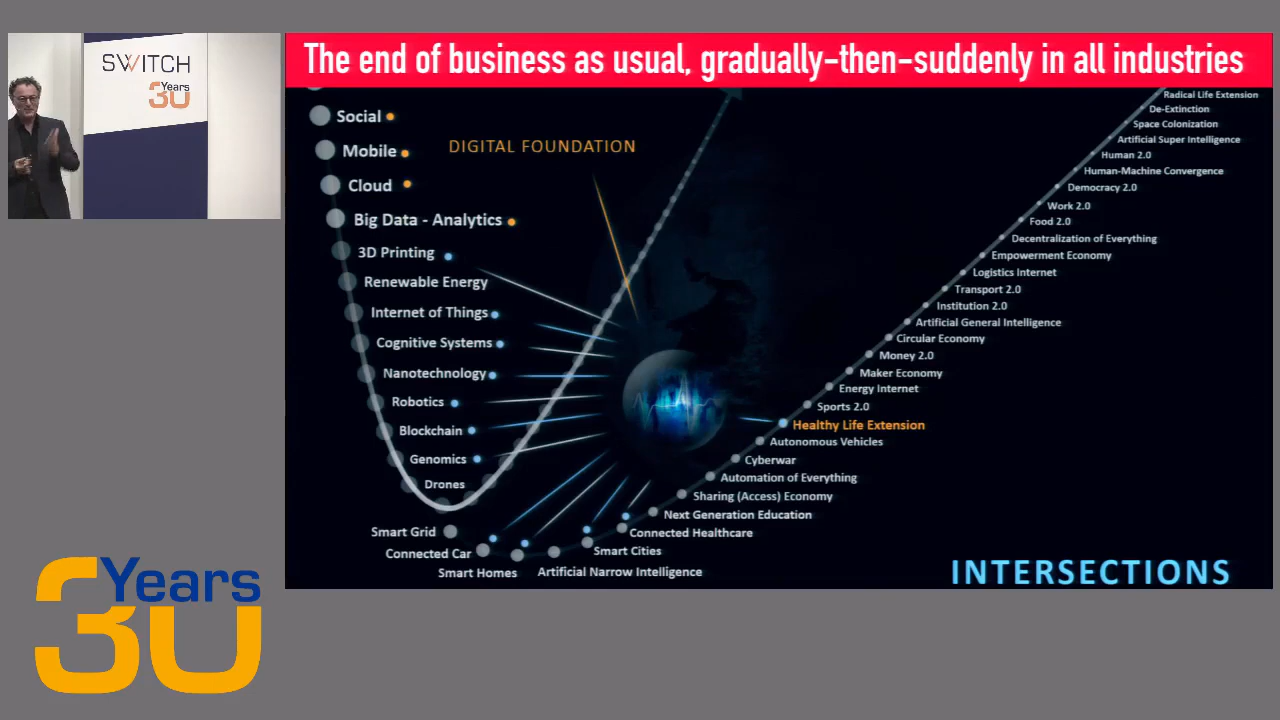 SWITCH
30 Years
The end of business as usual, gradually-then-suddenly in all industries
Social
Mobile
DIGITAL FOUNDATION
Cloud
Big Data - Analytics
3D Printing
Renewable Energy
Internet of Things
Cognitive Systems
Nanotechnology
Robotics
Blockchain
Genomics
Drones
Smart Grid
Connected Car
Smart Homes
Artificial Narrow Intelligence
Smart Cities
Connected Healthcare
Next Generation Education
Sharing (Access) Economy
Automation of Everything
Cyberwar
Autonomous Vehicles
Healthy Life Extension
Sports 2.0
Energy Internet
Maker Economy
Money 2.0
Circular Economy
Artificial General Intelligence
Institution 2.0
Transport 2.0
Logistics Internet
Empowerment Economy
Decentralization of Everything
Food 2.0
Work 2.0
Democracy 2.0
Human-Machine Convergence
Human 2.0
Artificial Super Intelligence
Space Colonization
De-Extinction
Radical Life Extension
INTERSECTIONS
30 Years